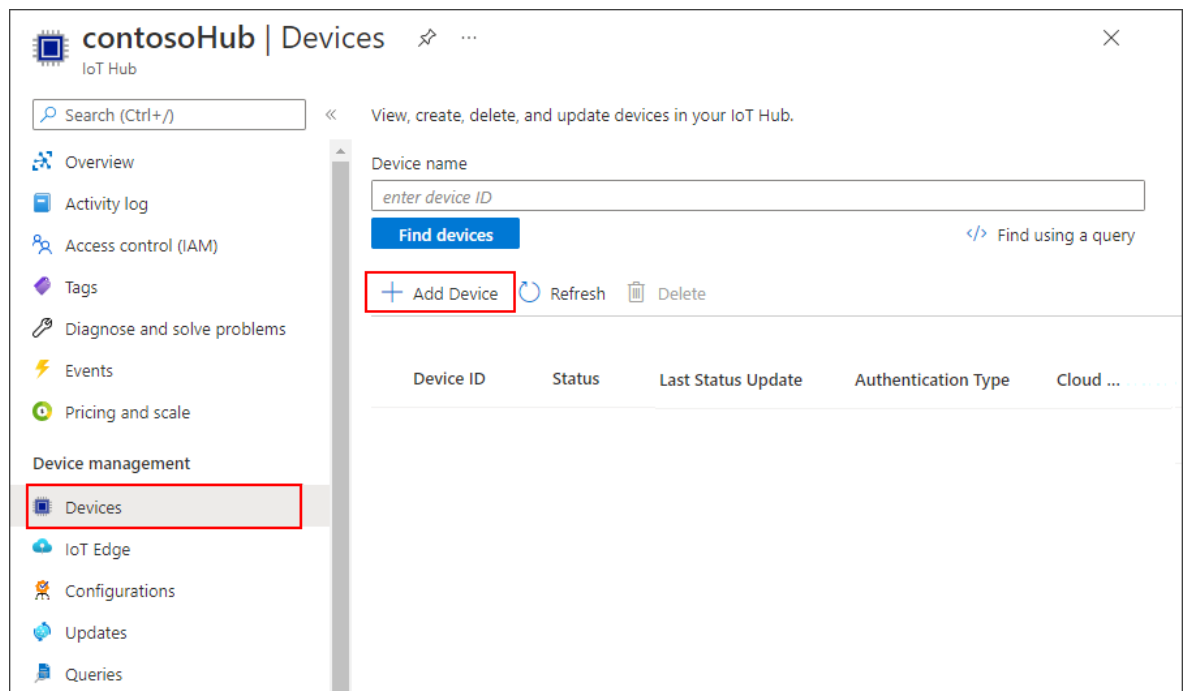 contosoHub | Devices ...
IoT Hub
Search (Ctrl+/)
«
Overview
Activity log
Access control (IAM)
Tags
Diagnose and solve problems
Events
Pricing and scale
Device management
Devices
IoT Edge
Configurations
Updates
Queries
View, create, delete, and update devices in your IoT Hub.
Device name
enter device ID
Find devices
</> Find using a query
Add Device Refresh Delete
Device ID Status Last Status Update Authentication Type Cloud ...